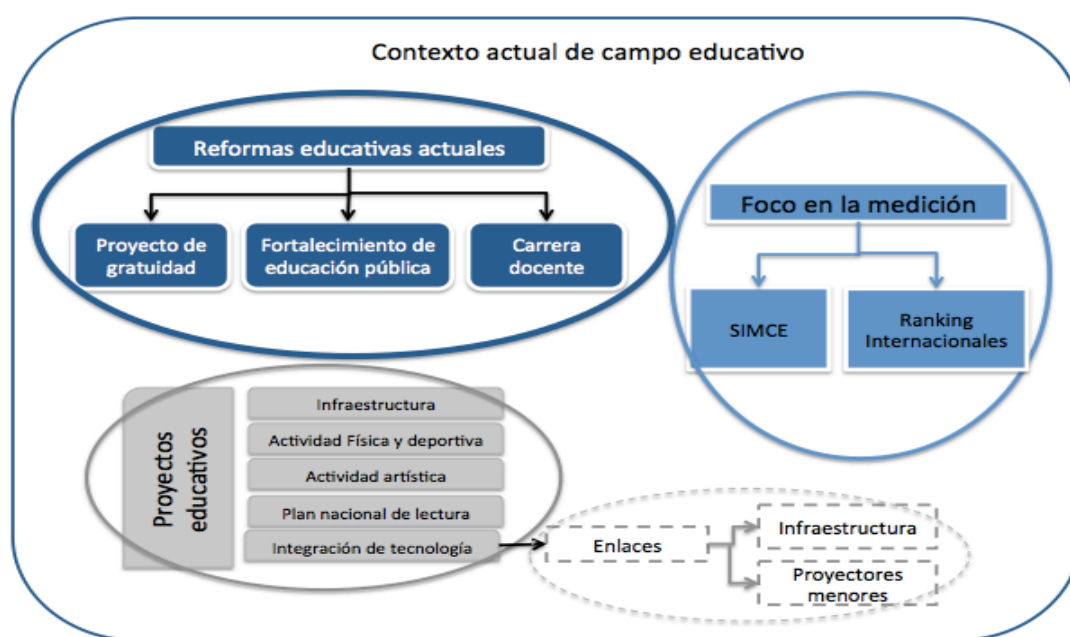 Contexto actual de campo educativo
Reformas educativas actuales
Proyecto de
gratuidad
Fortalecimiento de
educación pública
Carrera
docente
Foco en la medición
SIMCE
Ranking
Internacionales
Proyectos
educativos
Infraestructura
Actividad Física y deportiva
Actividad artística
Plan nacional de lectura
Integración de tecnología
Enlaces
Infraestructura
Proyectores
menores